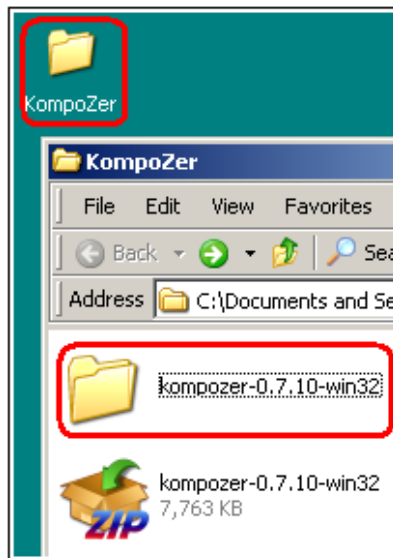 KompoZer
KompoZer
File Edit View Favorites
Back Sea
Address C:\Documents and Se
kompozer-0.7.10-win32
kompozer-0.7.10-win32
7,763 KB
ZIP